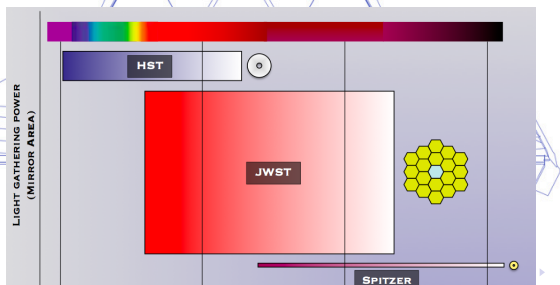 HST
LIGHT GATHERING POWER
(MIRROR AREA)
JWST
SPITZER